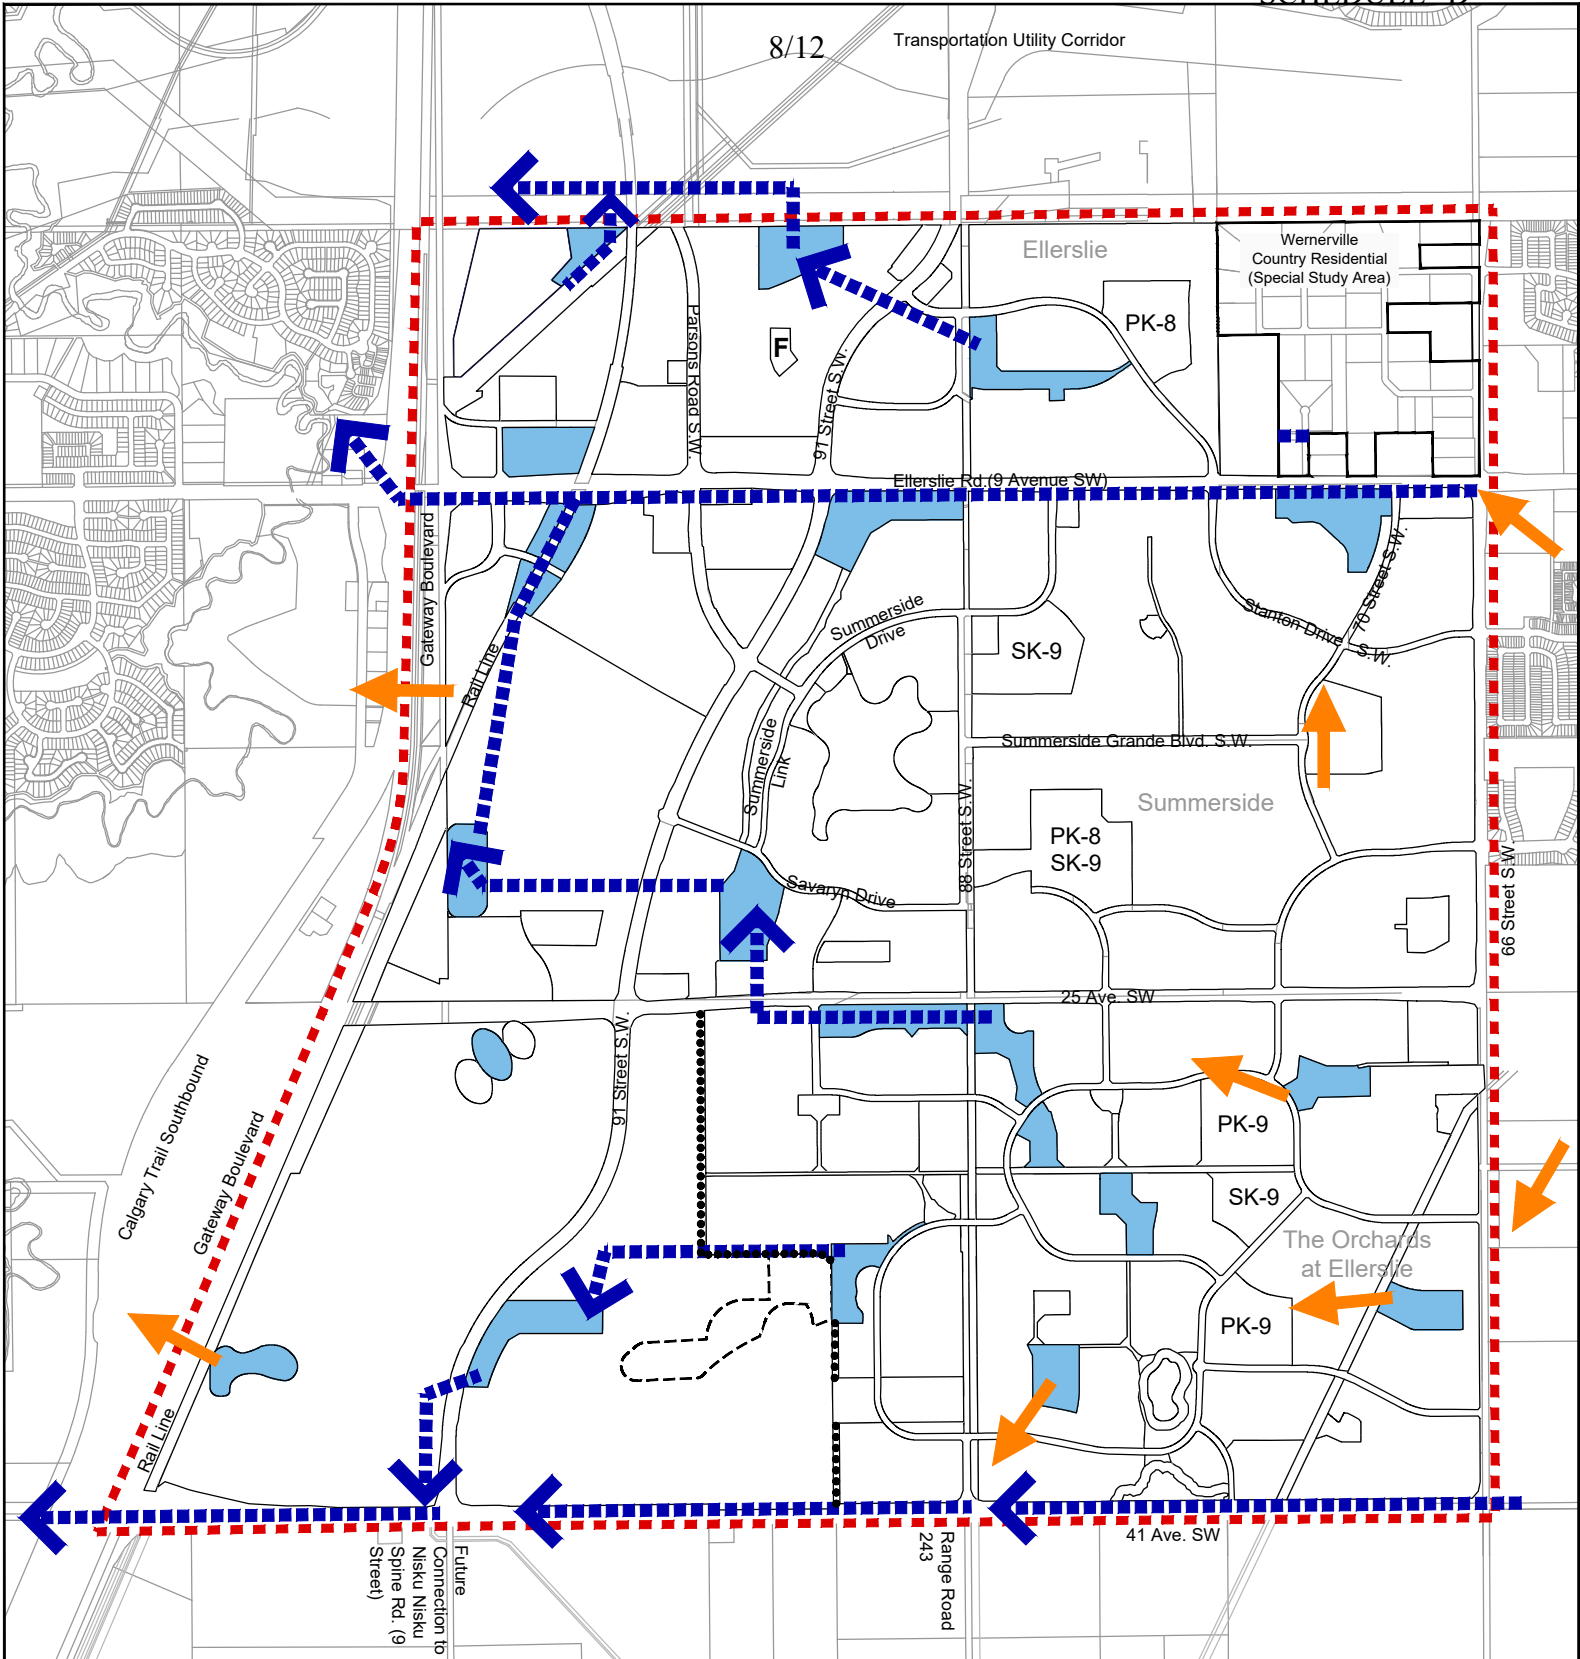 8/12
Transportation Utility Corridor
Ellerslie
Wernerville
Country Residential
(Special Study Area)
PK-8
F
Parsons Road S.W.
91 Street S.W.
Ellerslie Rd.(9 Avenue SW)
Gateway Boulevard
Rail Line
Summerside
Drive
SK-9
Stanton Drive
S.W.
70 Street S.W.
Summerside
Link
Summerside Grande Blvd. S.W.
Summerside
88 Street S.W.
PK-8
SK-9
Savaryn Drive
66 Street S.W.
25 Ave. SW
91 Street S.W.
Calgary Trail Southbound
Gateway Boulevard
PK-9
SK-9
The Orchards
at Ellerslie
PK-9
Rail Line
41 Ave. SW
Future
Connection to
Nisku Nisku
Spine Rd. (9
Street)
Range Road
243